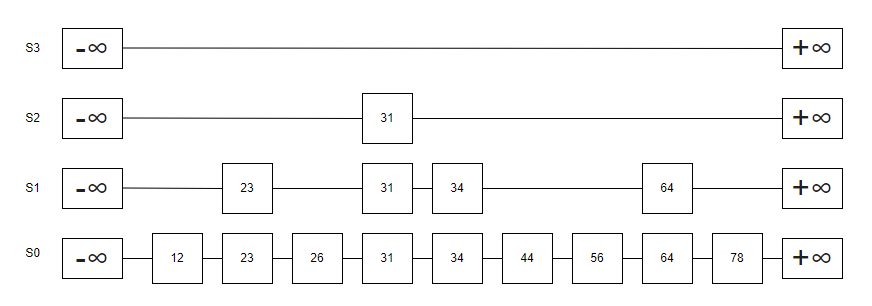 S3 -∞ +∞
S2 -∞ 31 +∞
S1 -∞ 23 31 34 64 +∞
S0 -∞ 12 23 26 31 34 44 56 64 78 +∞